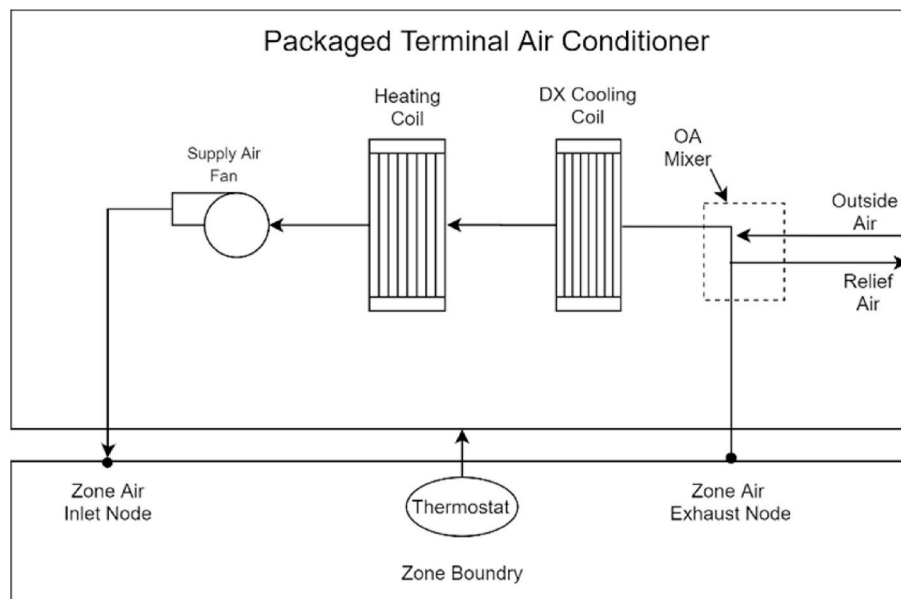 Packaged Terminal Air Conditioner
Heating
Coil
DX Cooling
Coil
Supply Air
Fan
OA
Mixer
Outside
Air
Relief
Air
Zone Air
Inlet Node
Thermostat
Zone Air
Exhaust Node
Zone Boundry